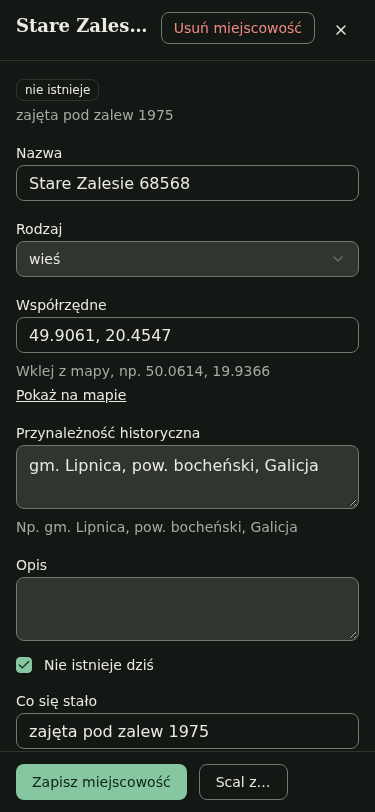 Stare Zales...
Usuń miejscowość
×
nie istnieje
zajęta pod zalew 1975
Nazwa
Stare Zalesie 68568
Rodzaj
wieś
Współrzędne
49.9061, 20.4547
Wklej z mapy, np. 50.0614, 19.9366
Pokaż na mapie
Przynależność historyczna
gm. Lipnica, pow. bocheński, Galicja
Np. gm. Lipnica, pow. bocheński, Galicja
Opis
Nie istnieje dziś
Co się stało
zajęta pod zalew 1975
Zapisz miejscowość
Scal z...